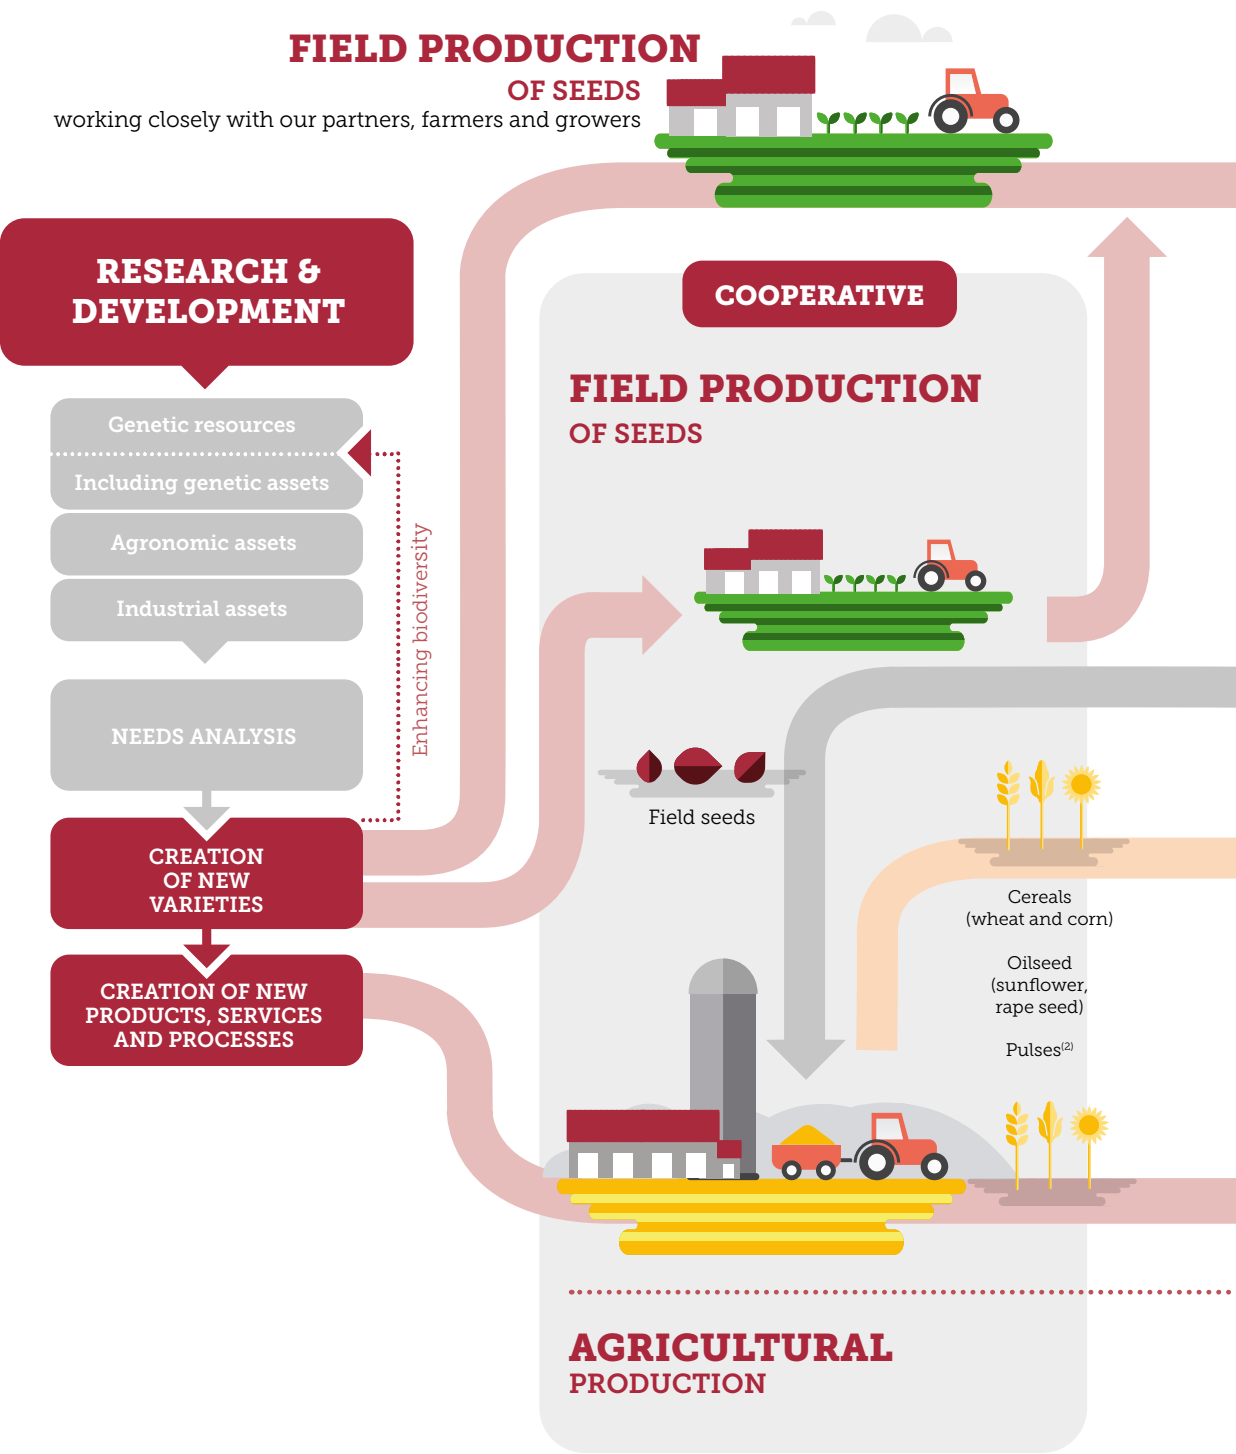 FIELD PRODUCTION
OF SEEDS
working closely with our partners, farmers and growers
RESEARCH &
DEVELOPMENT
Genetic resources
Including genetic assets
Agronomic assets
Industrial assets
NEEDS ANALYSIS
CREATION
OF NEW
VARIETIES
CREATION OF NEW
PRODUCTS, SERVICES
AND PROCESSES
Enhancing biodiversity
COOPERATIVE
FIELD PRODUCTION
OF SEEDS
Field seeds
Cereals
(wheat and corn)
Oilseed
(sunflower,
rape seed)
Pulses(2)
AGRICULTURAL
PRODUCTION